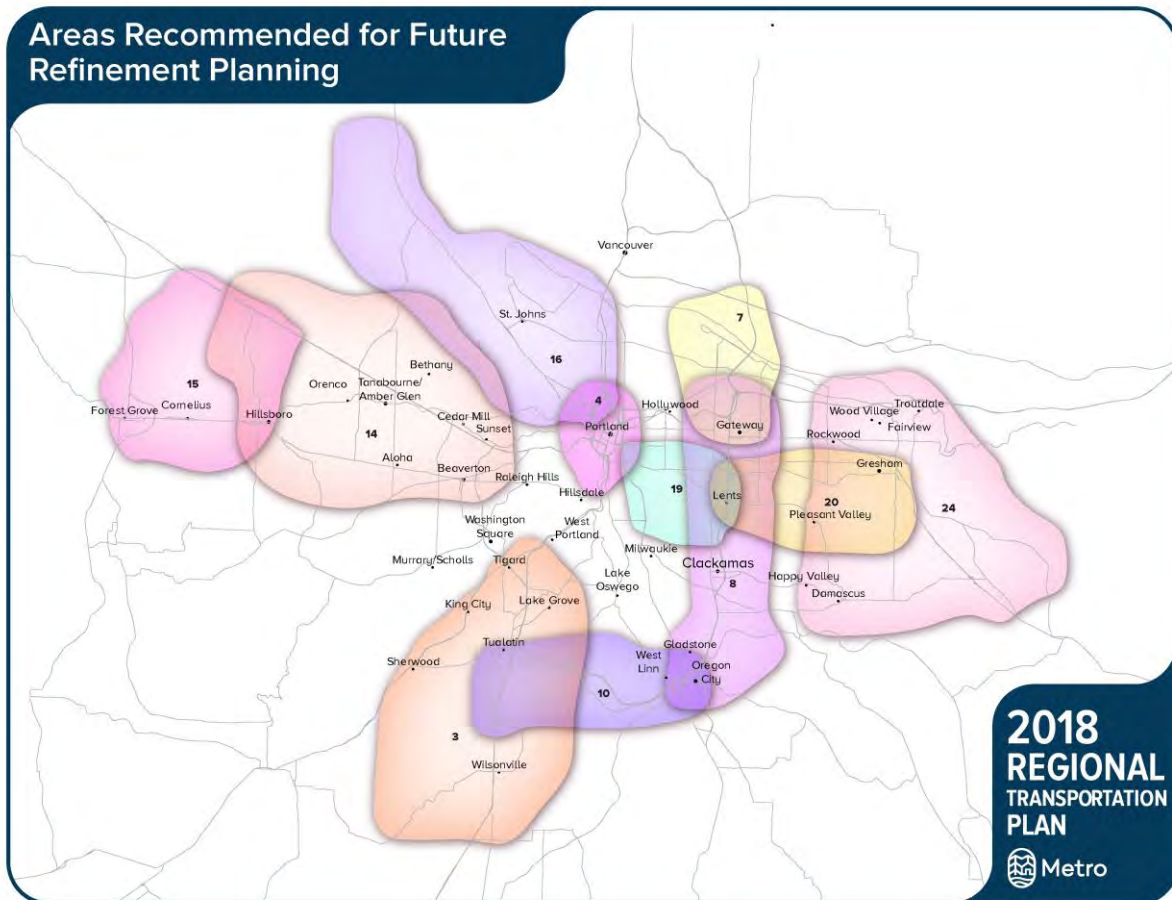 Areas Recommended for Future
Refinement Planning
Vancouver
7
St. Johns
16
Bethany
15
Orenco
Tanabourne/
Amber Glen
4
Hollywood
Troutdale
Wood Village
Fairview
Forest Grove
Cornelius
Hillsboro
Cedar Mill
Sunset
Portland
Gateway
Rockwood
14
Aloha
Beaverton
Raleigh Hills
Gresham
Hillsdale
19
Lents
20
Pleasant Valley
24
Washington
Square
West
Portland
Milwaukie
Murrary/Scholls
Tigard
Clackamas
Lake
Oswego
8
Happy Valley
Damascus
King City
Lake Grove
Tualatin
Gladstone
Sherwood
West
Linn
Oregon
City
10
3
Wilsonville
2018
REGIONAL
TRANSPORTATION
PLAN
Metro